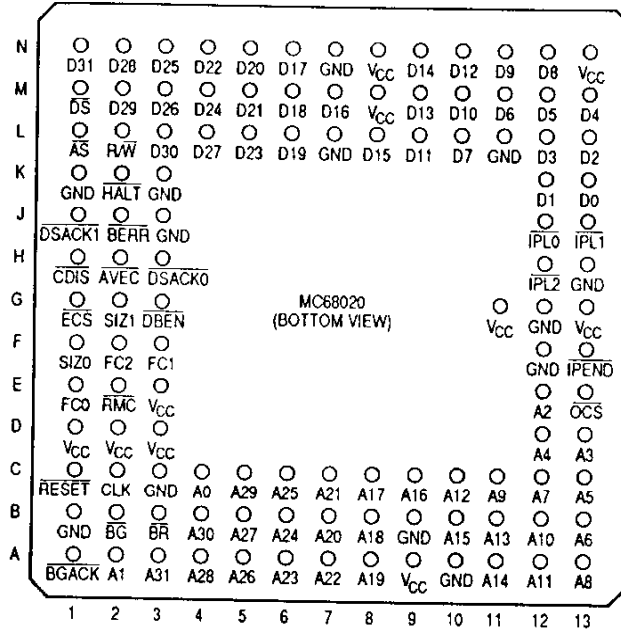 N
D31 D28 D25 D22 D20 D17 GND VCC D14 D12 D9 D8 VCC
M
DS D29 D26 D24 D21 D18 D16 VCC D13 D10 D6 D5 D4
L
AS R/W D30 D27 D23 D19 GND D15 D11 D7 GND D3 D2
K
GND HALT GND D1 D0
J
DSACK1 BERR GND IPL0 IPL1
H
CDIS AVEC DSACK0 IPL2 GND
G
MC68020
(BOTTOM VIEW)
ECS SIZ1 DBEN VCC GND VCC
F
SIZ0 FC2 FC1 GND IPEND
E
FC0 RMC VCC A2 OCS
D
VCC VCC VCC A4 A3
C
RESET CLK GND A0 A29 A25 A21 A17 A16 A12 A9 A7 A5
B
GND BG BR A30 A27 A24 A20 A18 GND A15 A13 A10 A6
A
BGACK A1 A31 A28 A26 A23 A22 A19 VCC GND A14 A11 A8
1 2 3 4 5 6 7 8 9 10 11 12 13